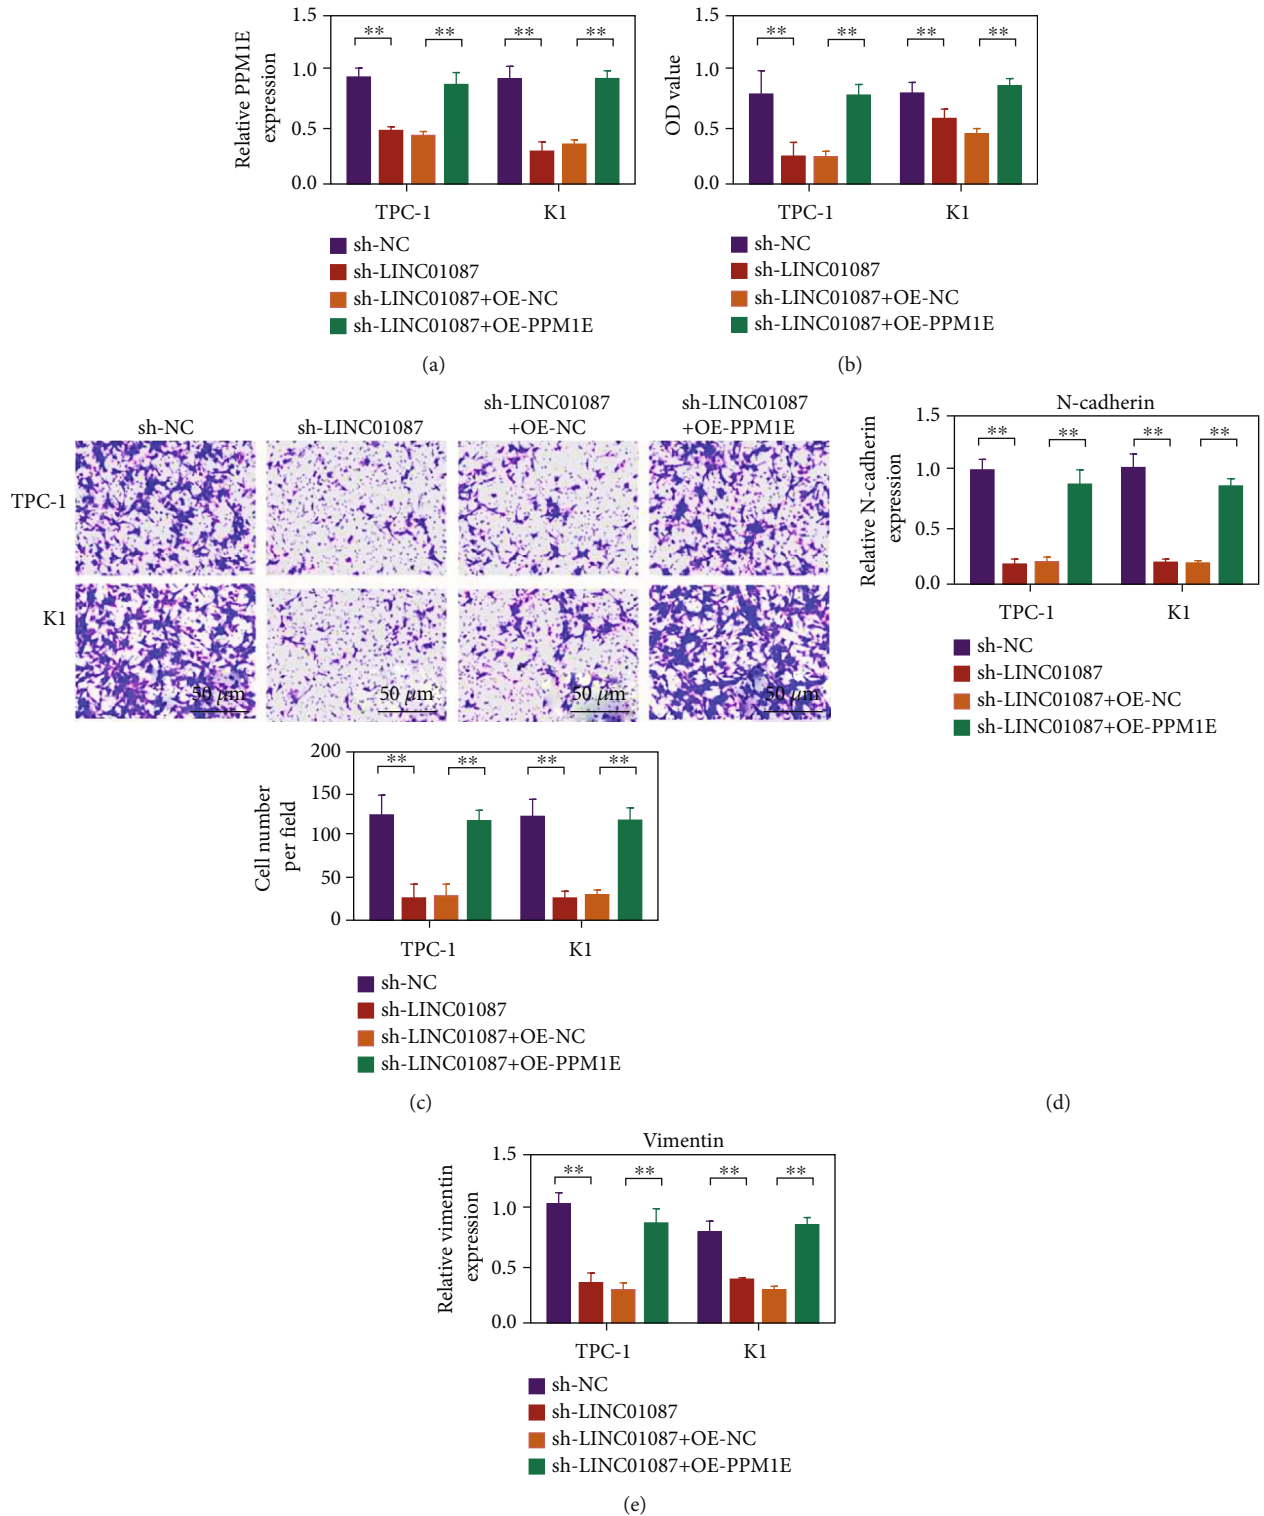 Relative PPM1E
expression
1.5
1.0
0.5
0.0
** ** ** **
TPC-1 K1
sh-NC
sh-LINC01087
sh-LINC01087+OE-NC
sh-LINC01087+OE-PPM1E
(a)
OD value
1.5
1.0
0.5
0.0
** ** ** **
TPC-1 K1
sh-NC
sh-LINC01087
sh-LINC01087+OE-NC
sh-LINC01087+OE-PPM1E
(b)
sh-NC
sh-LINC01087
sh-LINC01087
+OE-NC
sh-LINC01087
+OE-PPM1E
TPC-1
K1
50 μm 50 μm 50 μm 50 μm
Cell number
per field
200
150
100
50
0
** ** ** **
TPC-1 K1
sh-NC
sh-LINC01087
sh-LINC01087+OE-NC
sh-LINC01087+OE-PPM1E
(c)
N-cadherin
Relative N-cadherin
expression
1.5
1.0
0.5
0.0
** ** ** **
TPC-1 K1
sh-NC
sh-LINC01087
sh-LINC01087+OE-NC
sh-LINC01087+OE-PPM1E
(d)
Vimentin
Relative vimentin
expression
1.5
1.0
0.5
0.0
** ** ** **
TPC-1 K1
sh-NC
sh-LINC01087
sh-LINC01087+OE-NC
sh-LINC01087+OE-PPM1E
(e)